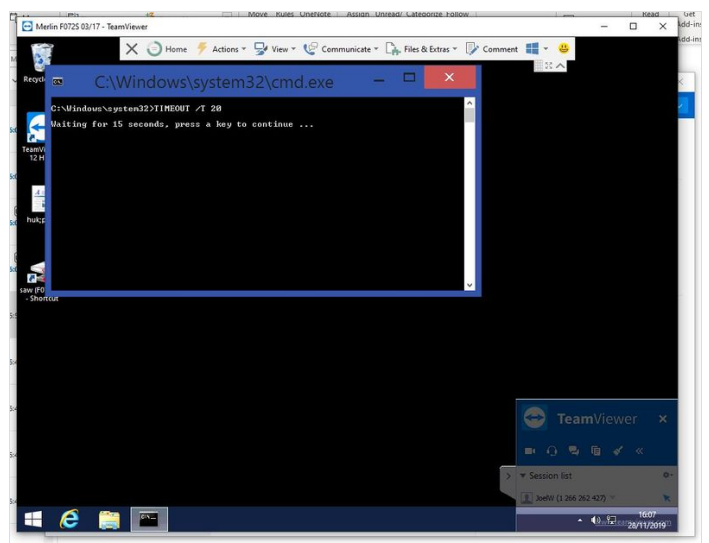 Move Rules OneNote Assign Unread/ Categorize Follow Read Get
Merlin F072S 03/17 - TeamViewer
Add-ins
Home Actions View Communicate Files & Extras Comment
Recycl
C:\Windows\system32\cmd.exe
C:\Windows\system32>TIMEOUT /T 20
Waiting for 15 seconds, press a key to continue ...
TeamVi
12 H
huk;p
saw (F0
- Shortcut
TeamViewer
Session list
JoelW (1 266 262 427)
16:07
28/11/2019